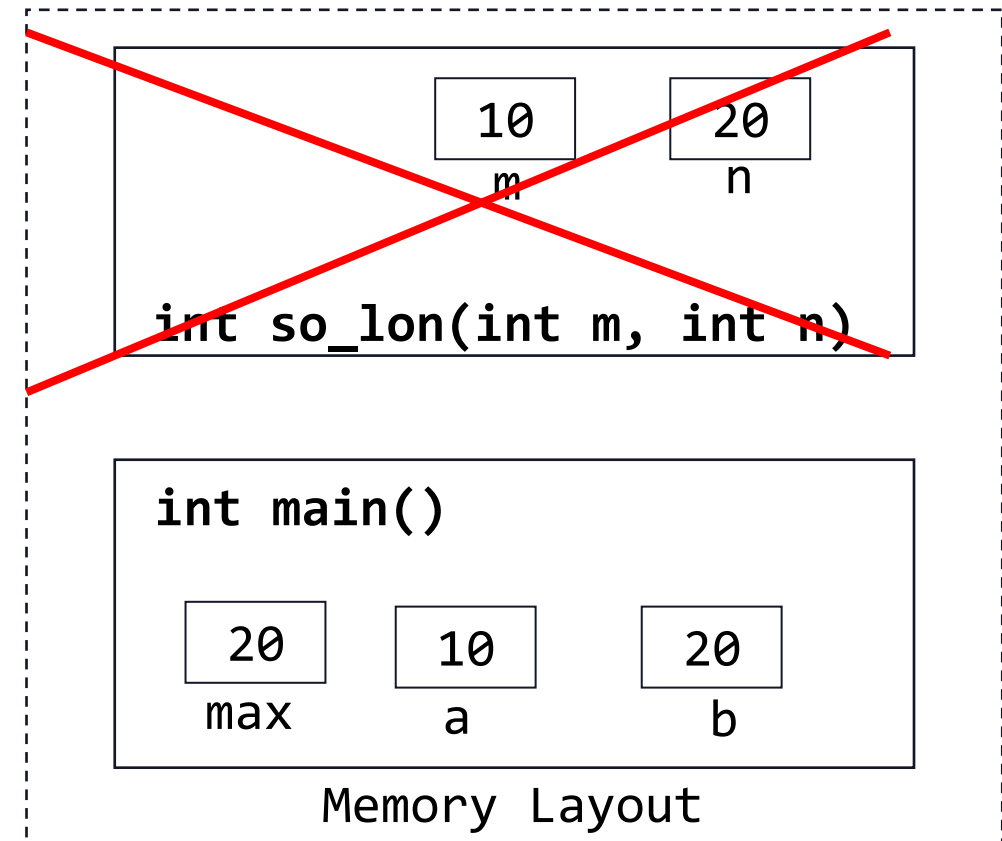 10 20
m n
int so_lon(int m, int n)
int main()
20 10 20
max a b
Memory Layout